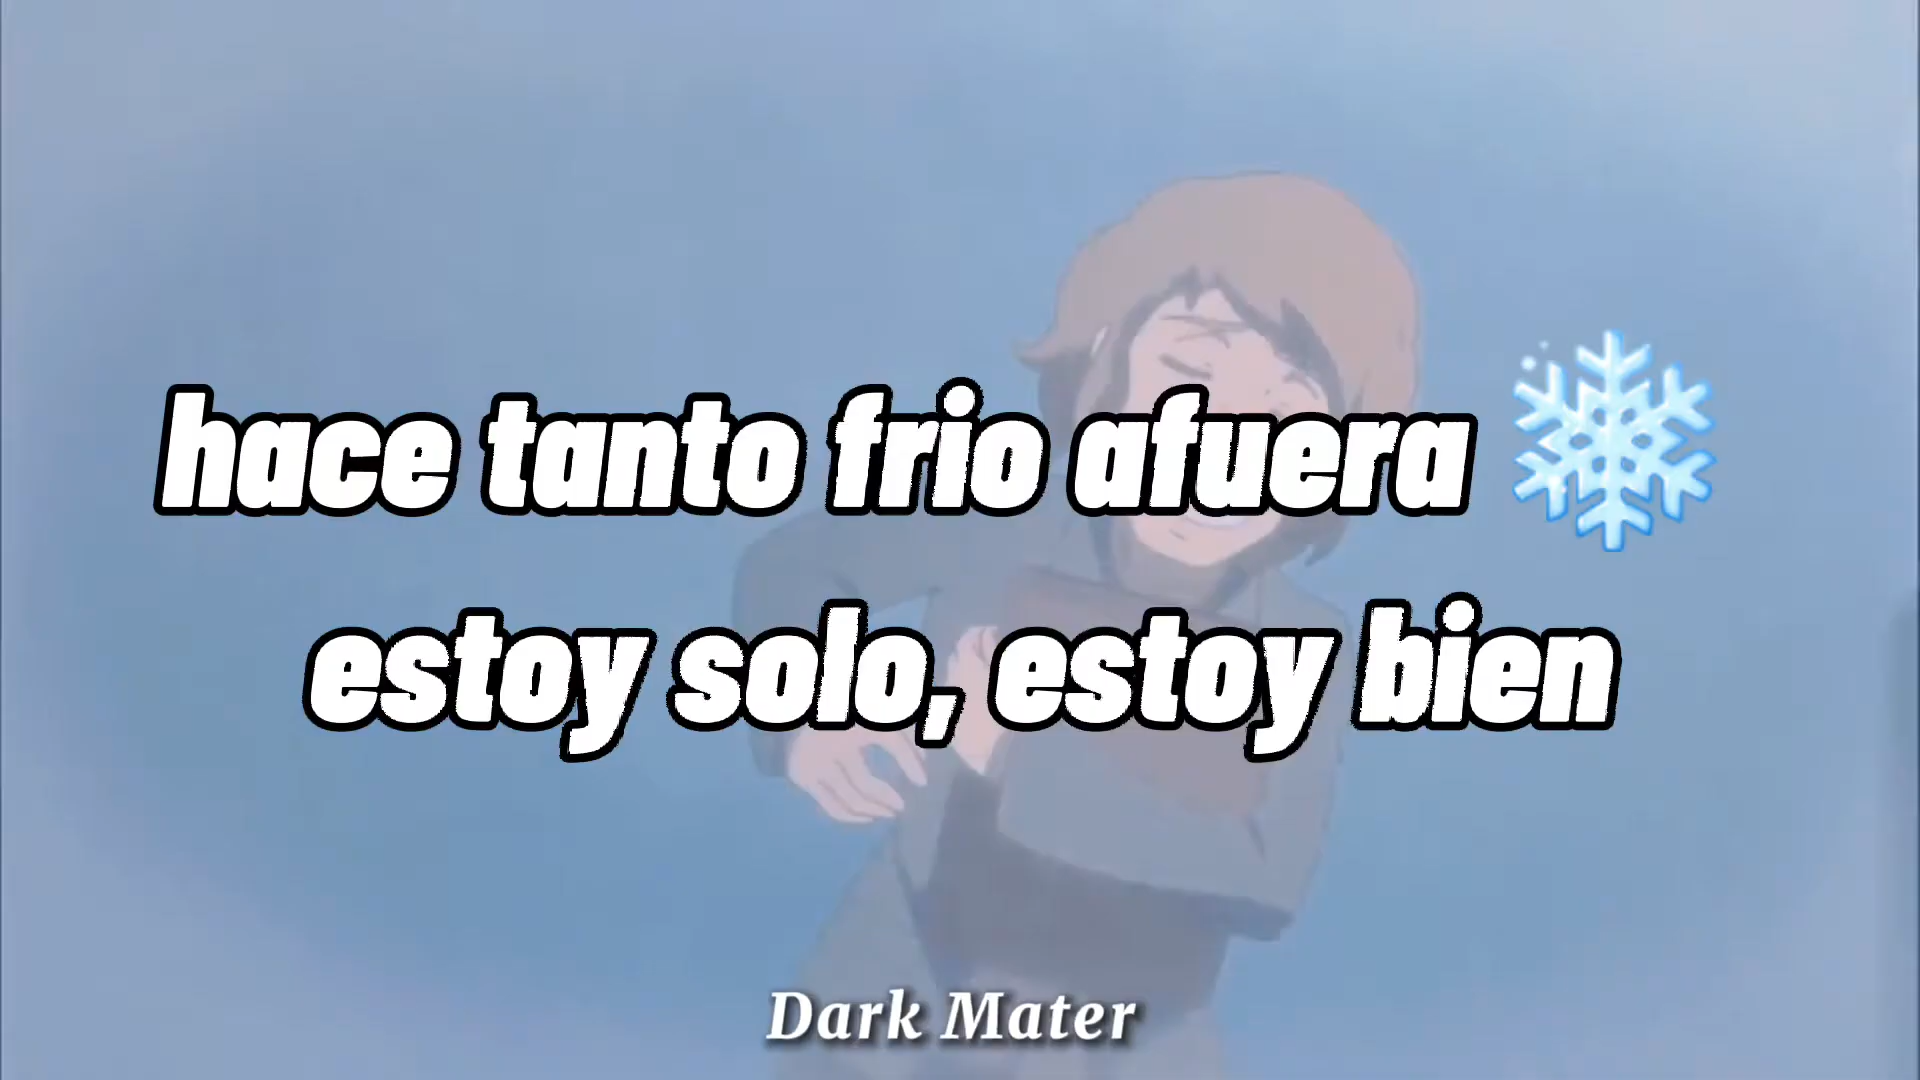 hace tanto frio afuera ❄️
estoy solo, estoy bien
Dark Mater